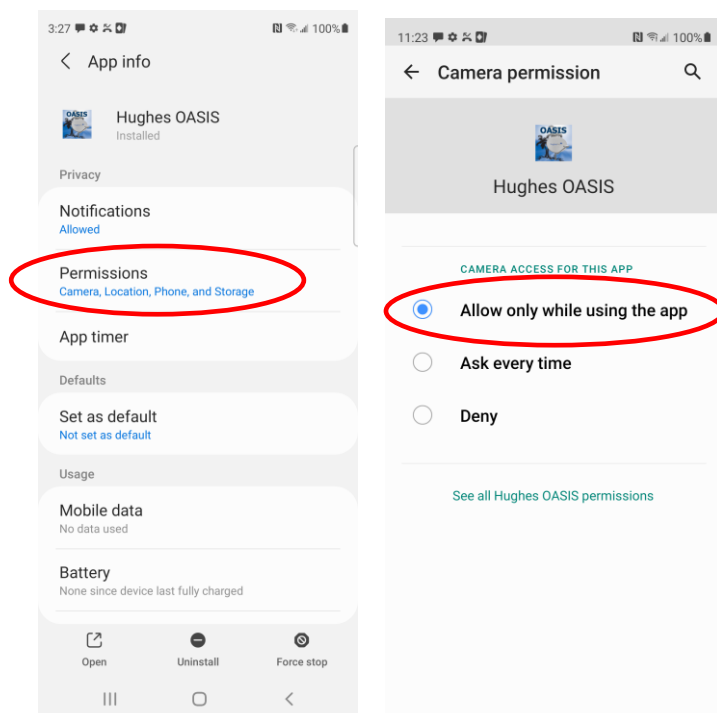 3:27 100%
App info
OASIS
Hughes OASIS
Installed
Privacy
Notifications
Allowed
Permissions
Camera, Location, Phone, and Storage
App timer
Defaults
Set as default
Not set as default
Usage
Mobile data
No data used
Battery
None since device last fully charged
Open Uninstall Force stop
11:23 100%
Camera permission
OASIS
Hughes OASIS
CAMERA ACCESS FOR THIS APP
Allow only while using the app
Ask every time
Deny
See all Hughes OASIS permissions